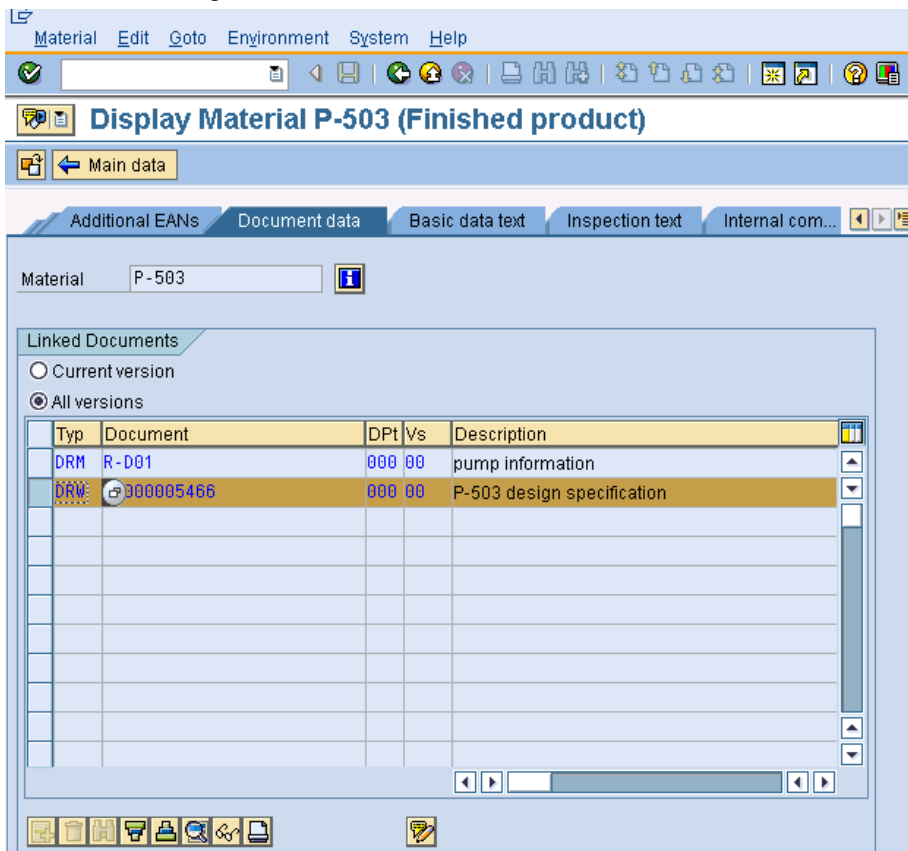 Material Edit Goto Environment System Help
Display Material P-503 (Finished product)
Main data
Additional EANs Document data Basic data text Inspection text Internal com...
Material P-503
Linked Documents
Current version
All versions
Typ Document DPt Vs Description
DRM R-D01 000 00 pump information
DRW 000005466 000 00 P-503 design specification